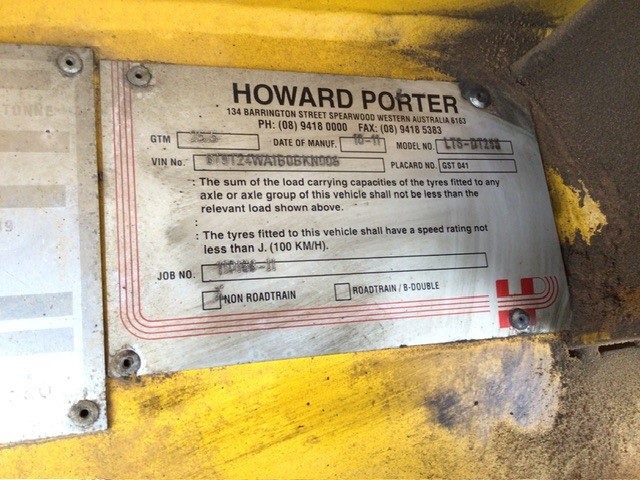 TONNE
HOWARD PORTER
134 BARRINGTON STREET SPEARWOOD WESTERN AUSTRALIA 6163
PH: (08) 9418 0000 FAX: (08) 9418 5383
GTM DATE OF MANUF. 10-11 MODEL NO.
VIN No. PLACARD NO. GST 041
: The sum of the load carrying capacities of the tyres fitted to any
axle or axle group of this vehicle shall not be less than the
relevant load shown above.
: The tyres fitted to this vehicle shall have a speed rating not
less than J. (100 KM/H).
JOB NO.
X NON ROADTRAIN ROADTRAIN / B-DOUBLE
H